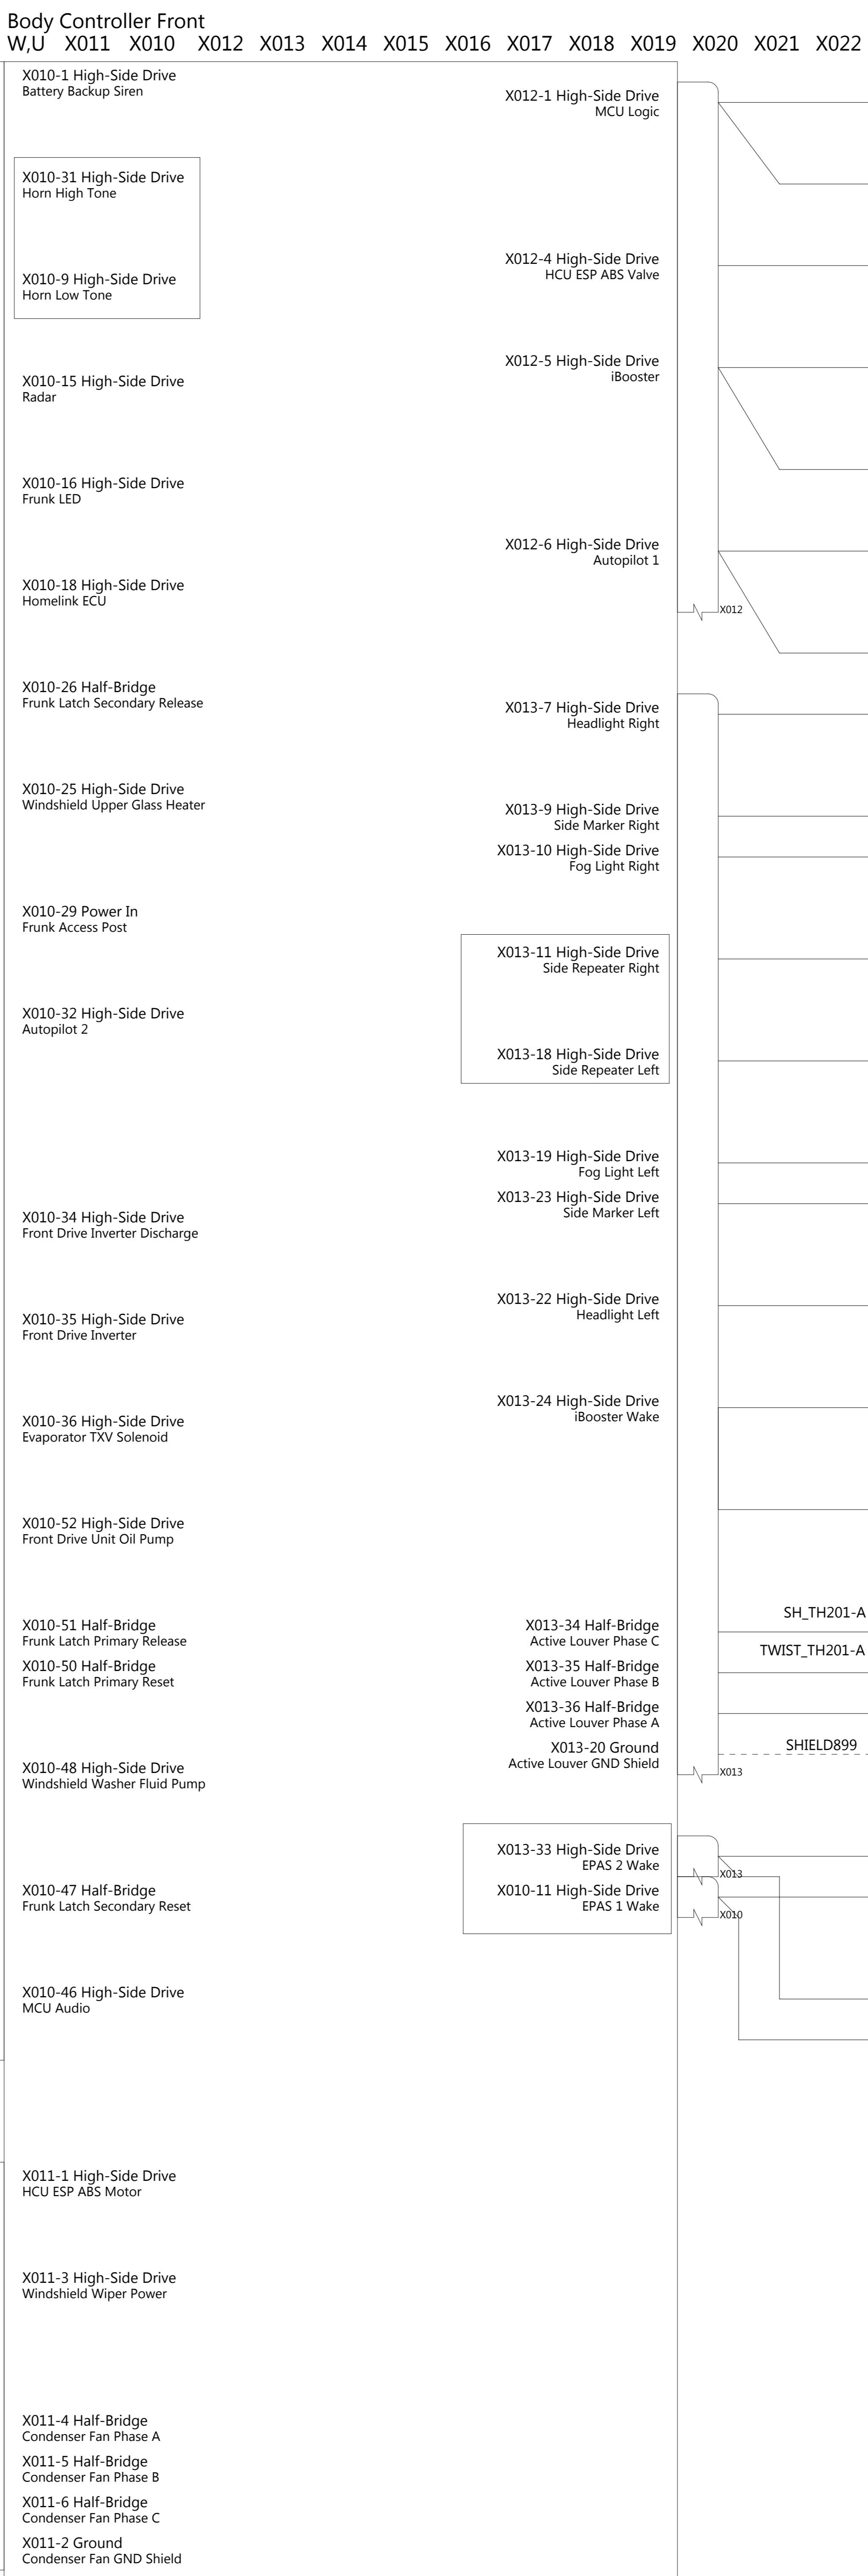 Body Controller Front
W,U X011 X010 X012 X013 X014 X015 X016 X017 X018 X019 X020 X021 X022
X010-1 High-Side Drive
Battery Backup Siren
X010-31 High-Side Drive
Horn High Tone
X010-9 High-Side Drive
Horn Low Tone
X010-15 High-Side Drive
Radar
X010-16 High-Side Drive
Frunk LED
X010-18 High-Side Drive
Homelink ECU
X010-26 Half-Bridge
Frunk Latch Secondary Release
X010-25 High-Side Drive
Windshield Upper Glass Heater
X010-29 Power In
Frunk Access Post
X010-32 High-Side Drive
Autopilot 2
X010-34 High-Side Drive
Front Drive Inverter Discharge
X010-35 High-Side Drive
Front Drive Inverter
X010-36 High-Side Drive
Evaporator TXV Solenoid
X010-52 High-Side Drive
Front Drive Unit Oil Pump
X010-51 Half-Bridge
Frunk Latch Primary Release
X010-50 Half-Bridge
Frunk Latch Primary Reset
X010-48 High-Side Drive
Windshield Washer Fluid Pump
X010-47 Half-Bridge
Frunk Latch Secondary Reset
X010-46 High-Side Drive
MCU Audio
X011-1 High-Side Drive
HCU ESP ABS Motor
X011-3 High-Side Drive
Windshield Wiper Power
X011-4 Half-Bridge
Condenser Fan Phase A
X011-5 Half-Bridge
Condenser Fan Phase B
X011-6 Half-Bridge
Condenser Fan Phase C
X011-2 Ground
Condenser Fan GND Shield
X012-1 High-Side Drive
MCU Logic
X012-4 High-Side Drive
HCU ESP ABS Valve
X012-5 High-Side Drive
iBooster
X012-6 High-Side Drive
Autopilot 1
X012
X013-7 High-Side Drive
Headlight Right
X013-9 High-Side Drive
Side Marker Right
X013-10 High-Side Drive
Fog Light Right
X013-11 High-Side Drive
Side Repeater Right
X013-18 High-Side Drive
Side Repeater Left
X013-19 High-Side Drive
Fog Light Left
X013-23 High-Side Drive
Side Marker Left
X013-22 High-Side Drive
Headlight Left
X013-24 High-Side Drive
iBooster Wake
X013-34 High-Bridge
Active Louver Phase C
X013-35 Half-Bridge
Active Louver Phase B
X013-36 Half-Bridge
Active Louver Phase A
X013-20 Ground
Active Louver GND Shield
SH_TH201-A
TWIST_TH201-A
SHIELD899
X013
X013-33 High-Side Drive
EPAS 2 Wake
X013
X010-11 High-Side Drive
EPAS 1 Wake
X010